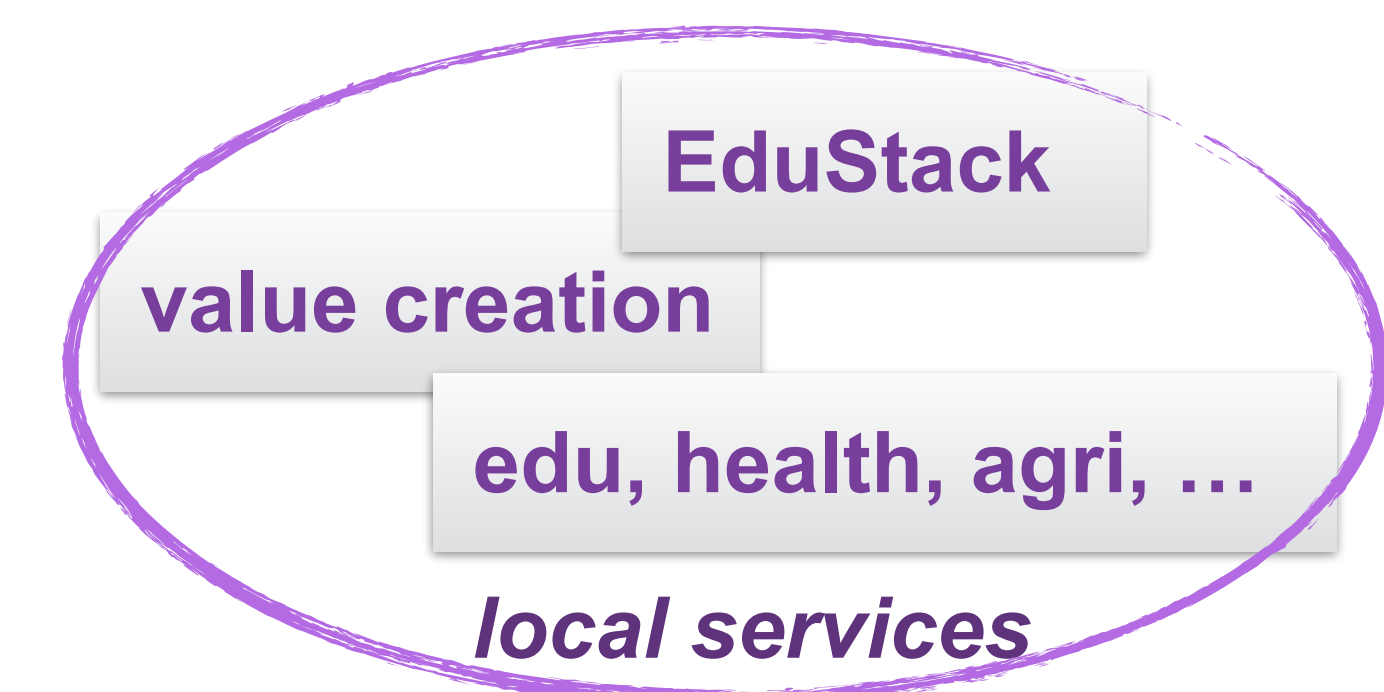 EduStack
value creation
edu, health, agri, …
local services